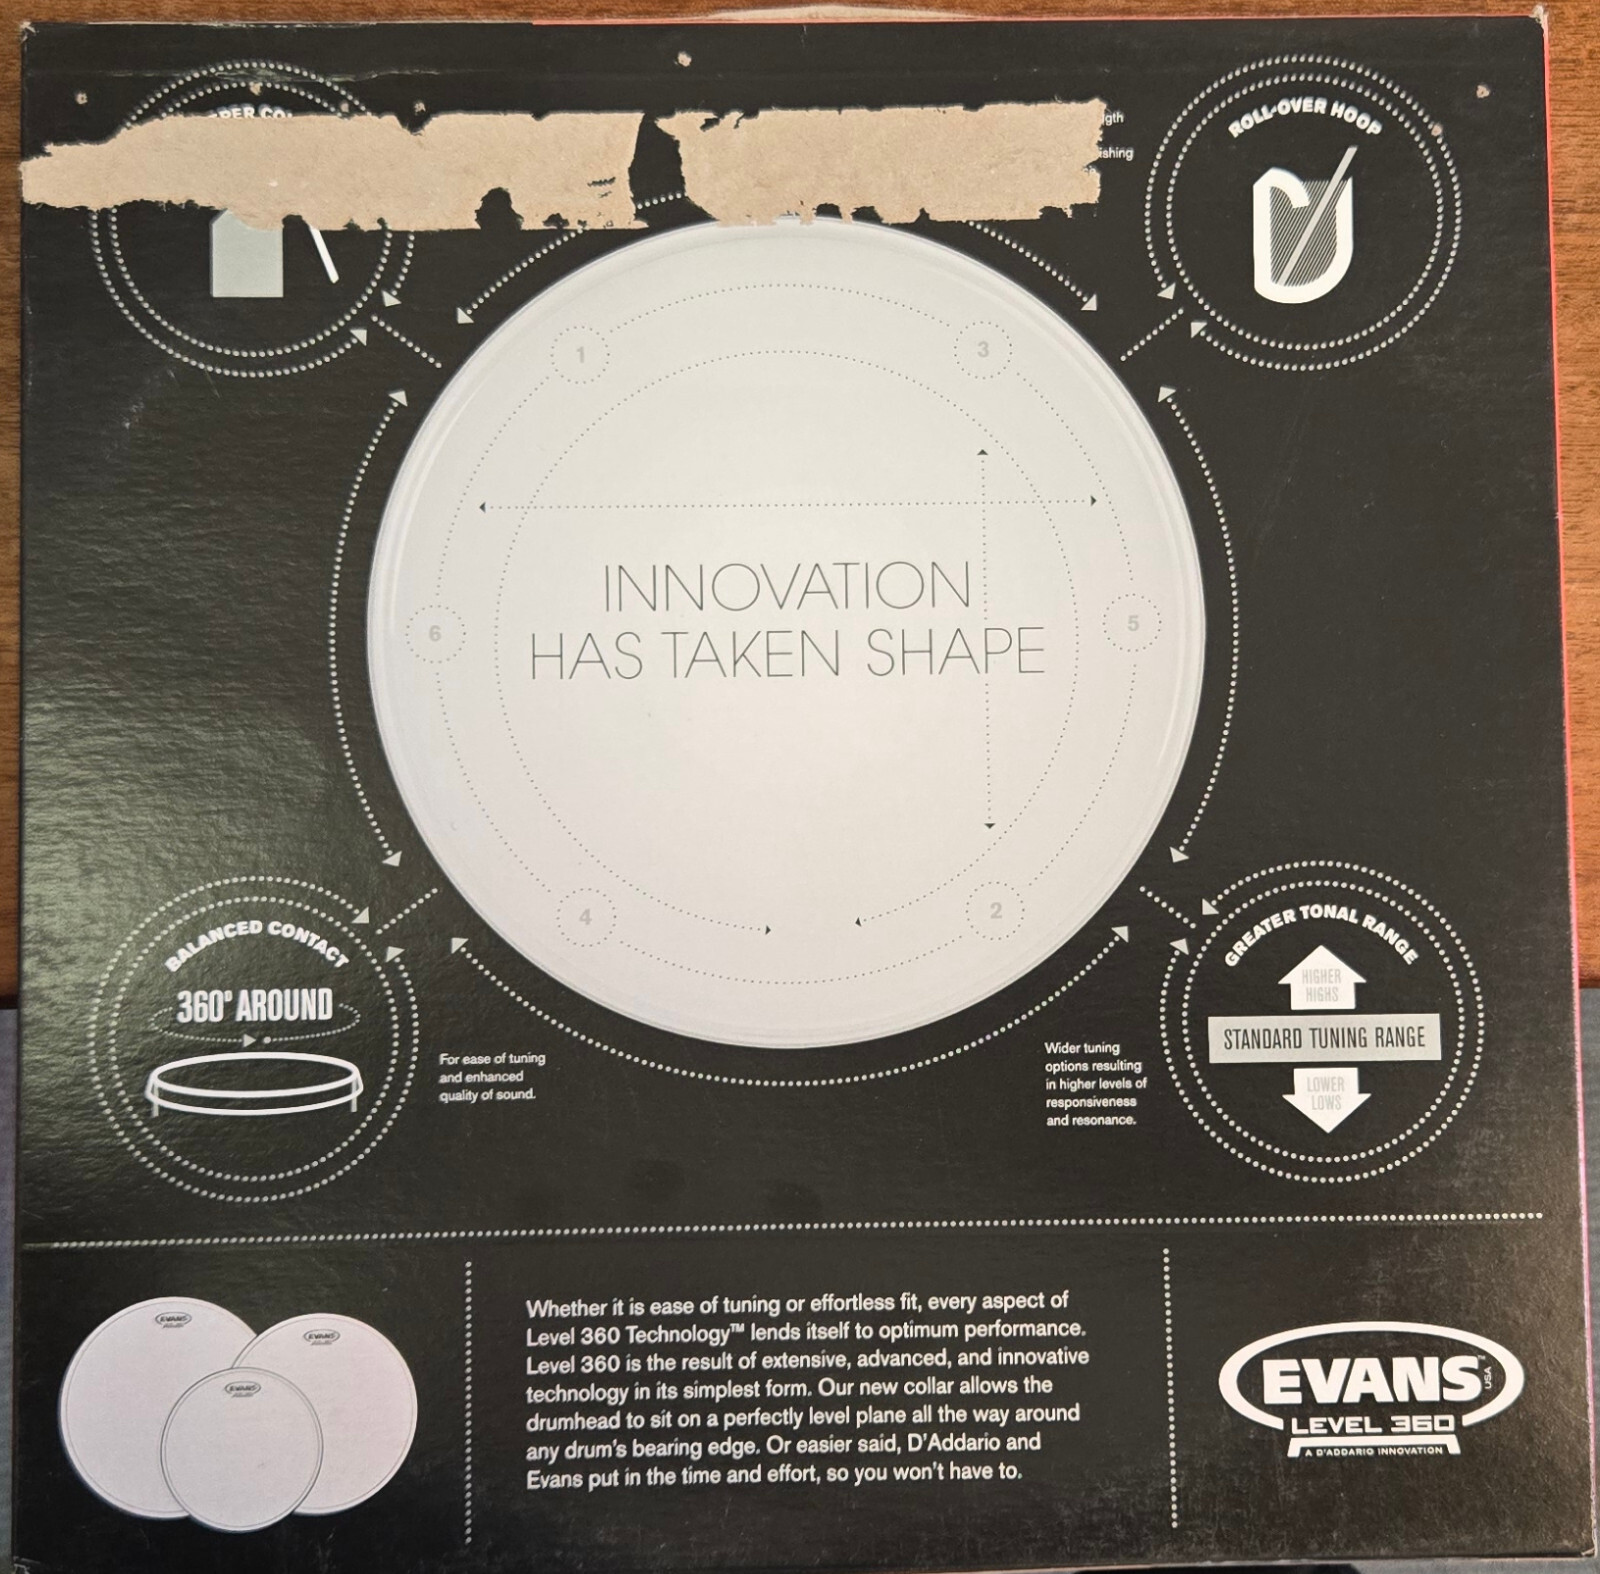 ROLL-OVER HOOP
1
3
INNOVATION
HAS TAKEN SHAPE
6
5
4
2
BALANCED CONTACT
360° AROUND
For ease of tuning
and enhanced
quality of sound.
Wider tuning
options resulting
in higher levels of
responsiveness
and resonance.
GREATER TONAL RANGE
HIGHER
HIGHS
STANDARD TUNING RANGE
LOWER
LOWS
EVANS
EVANS
EVANS
Whether it is ease of tuning or effortless fit, every aspect of
Level 360 Technology™ lends itself to optimum performance.
Level 360 is the result of extensive, advanced, and innovative
technology in its simplest form. Our new collar allows the
drumhead to sit on a perfectly level plane all the way around
any drum's bearing edge. Or easier said, D'Addario and
Evans put in the time and effort, so you won't have to.
EVANS™ USA
LEVEL 360
A D'ADDARIO INNOVATION